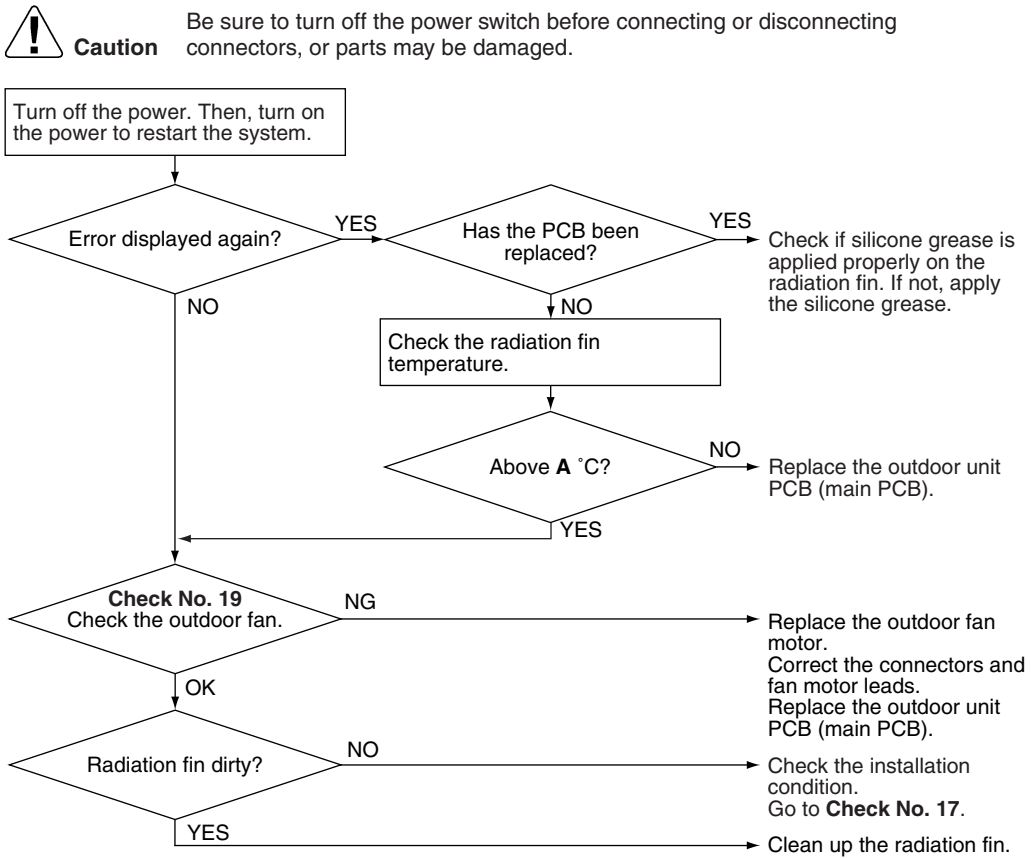 Be sure to turn off the power switch before connecting or disconnecting
Caution connectors, or parts may be damaged.
Turn off the power. Then, turn on
the power to restart the system.
Error displayed again?
YES
Has the PCB been
replaced?
YES
Check if silicone grease is
applied properly on the
radiation fin. If not, apply
the silicone grease.
NO
NO
Check the radiation fin
temperature.
Above A ˚C?
NO
Replace the outdoor unit
PCB (main PCB).
YES
Check No. 19
Check the outdoor fan.
NG
Replace the outdoor fan
motor.
Correct the connectors and
fan motor leads.
Replace the outdoor unit
PCB (main PCB).
OK
Radiation fin dirty?
NO
Check the installation
condition.
Go to Check No. 17.
YES
Clean up the radiation fin.